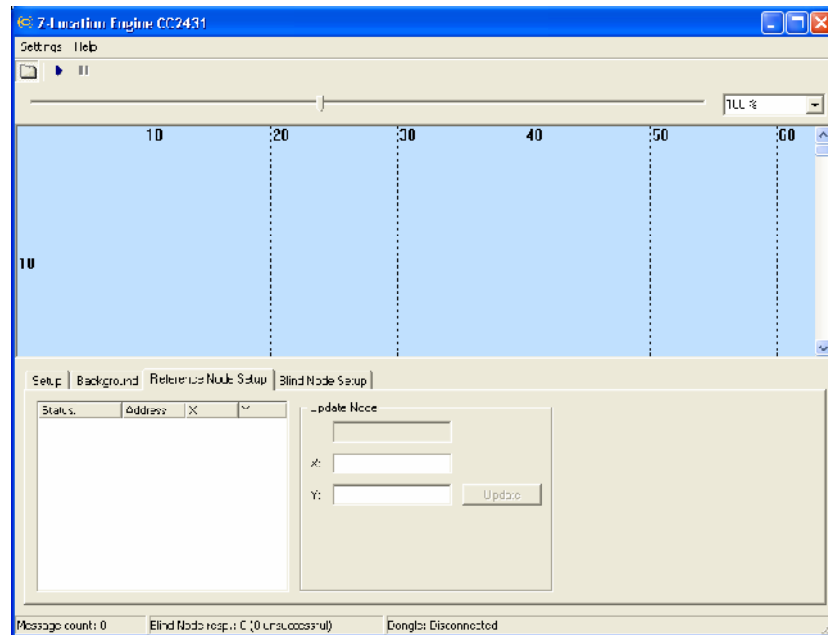 Z-Location Engine CC2431
Settings Help
100 %
10 20 30 40 50 60
10
Setup Background Reference Node Setup Blind Node Setup
Status Address X Y
Update Node
X:
Y: Update
Message count: 0 Blind Node resp.: 0 (0 unsuccessful) Dongle: Disconnected